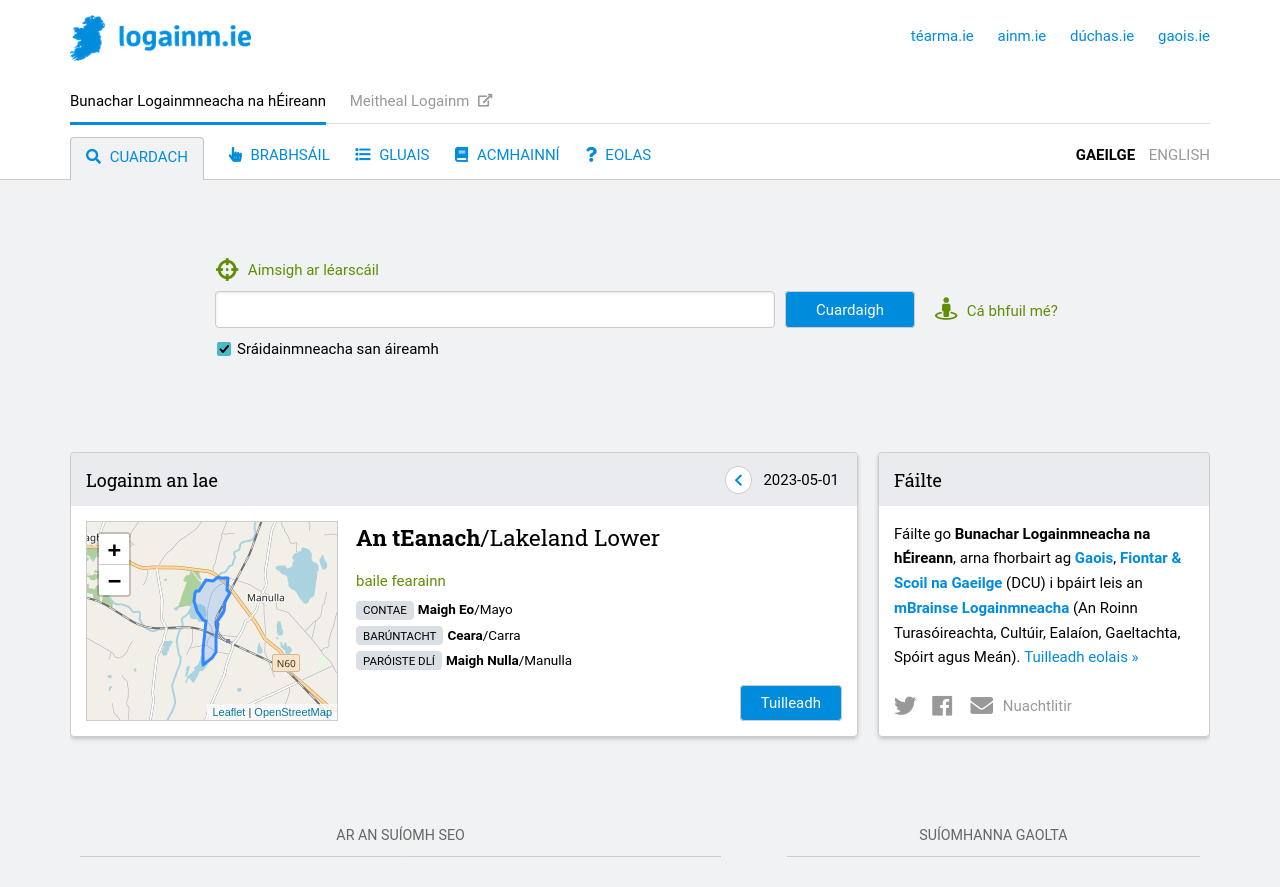 logainm.ie
téarma.ie ainm.ie dúchas.ie gaois.ie
Bunachar Logainmneacha na hÉireann Meitheal Logainm
CUARDACH BRABHSÁIL GLUAIS ACMHAINNÍ EOLAS GAEILGE ENGLISH
Aimsigh ar léarscáil
Cuardaigh Cá bhfuil mé?
Sráidainmneacha san áireamh
Logainm an lae 2023-05-01
+
−
Manulla
N60
Leaflet | OpenStreetMap
An tEanach/Lakeland Lower
baile fearainn
CONTAE Maigh Eo/Mayo
BARÚNTACHT Ceara/Carra
PARÓISTE DLÍ Maigh Nulla/Manulla
Tuilleadh
Fáilte
Fáilte go Bunachar Logainmneacha na
hÉireann, arna fhorbairt ag Gaois, Fiontar &
Scoil na Gaeilge (DCU) i bpáirt leis an
mBrainse Logainmneacha (An Roinn
Turasóireachta, Cultúir, Ealaíon, Gaeltachta,
Spóirt agus Meán). Tuilleadh eolais »
Nuachtlitir
AR AN SUÍOMH SEO SUÍOMHANNA GAOLTA